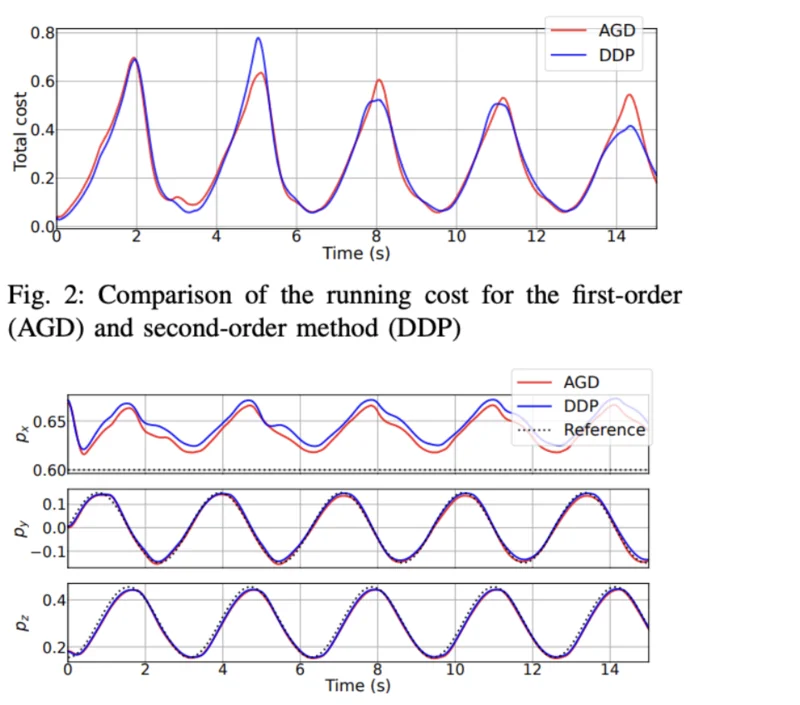 AGD
DDP
0.8
0.6
0.4
0.2
0.0
Total cost
0 2 4 6 8 10 12 14
Time (s)
Fig. 2: Comparison of the running cost for the first-order
(AGD) and second-order method (DDP)
AGD
DDP
Reference
0.65
0.60
px
0.1
0.0
−0.1
py
0.4
0.2
pz
0 2 4 6 8 10 12 14
Time (s)